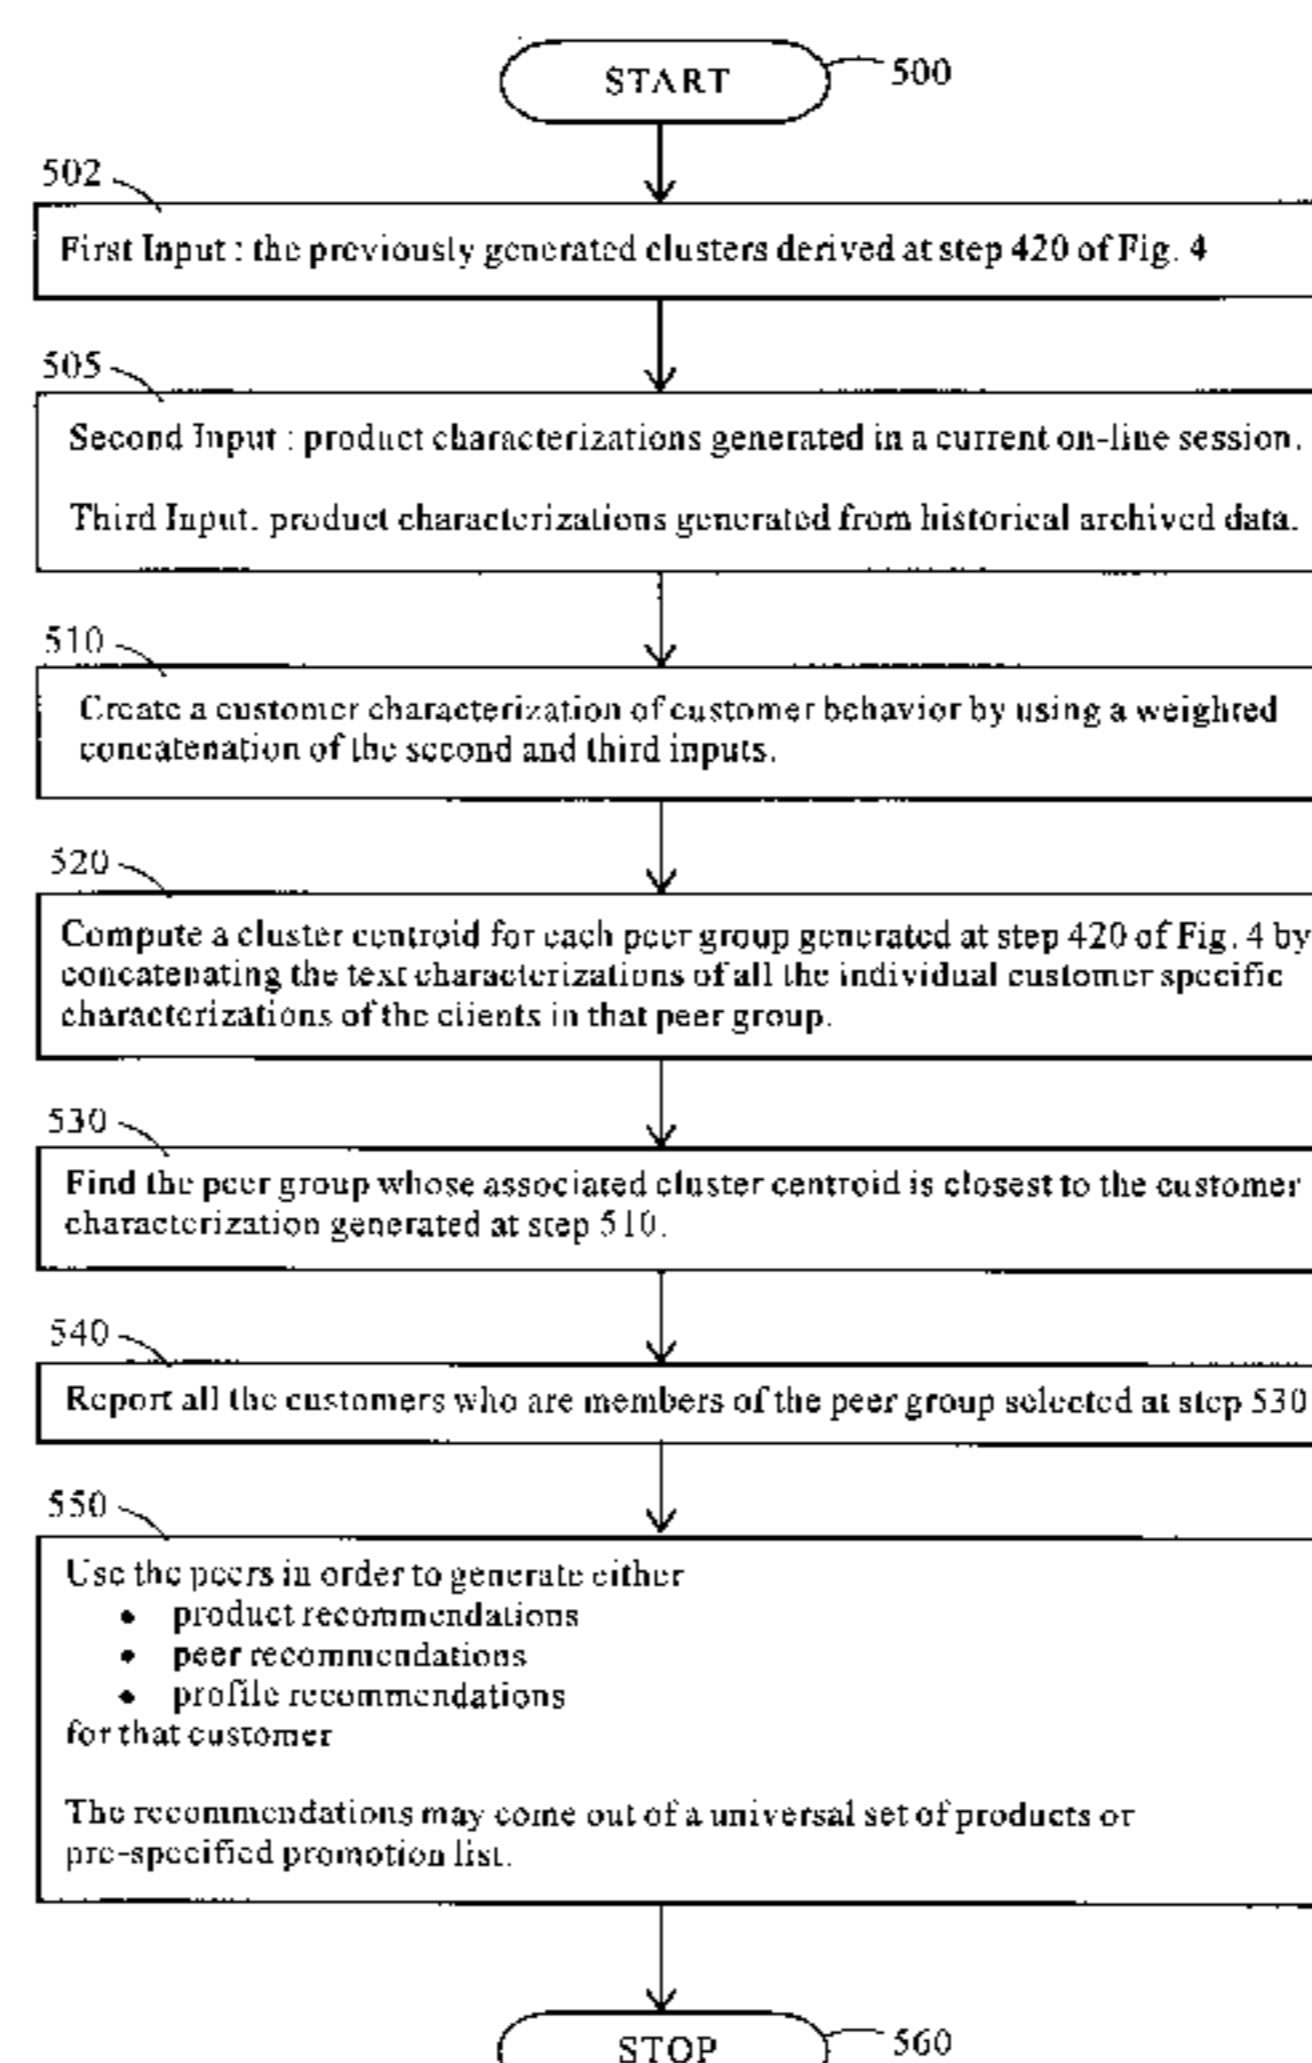 START
500
502
First Input : the previously generated clusters derived at step 420 of Fig. 4
505
Second Input : product characterizations generated in a current on-line session.
Third Input. product characterizations generated from historical archived data.
510
Create a customer characterization of customer behavior by using a weighted
concatenation of the second and third inputs.
520
Compute a cluster centroid for each peer group generated at step 420 of Fig. 4 by
concatenating the text characterizations of all the individual customer specific
characterizations of the clients in that peer group.
530
Find the peer group whose associated cluster centroid is closest to the customer
characterization generated at step 510.
540
Report all the customers who are members of the peer group selected at step 530
550
Use the peers in order to generate either
• product recommendations
• peer recommendations
• profile recommendations
for that customer
The recommendations may come out of a universal set of products or
pre-specified promotion list.
STOP
560